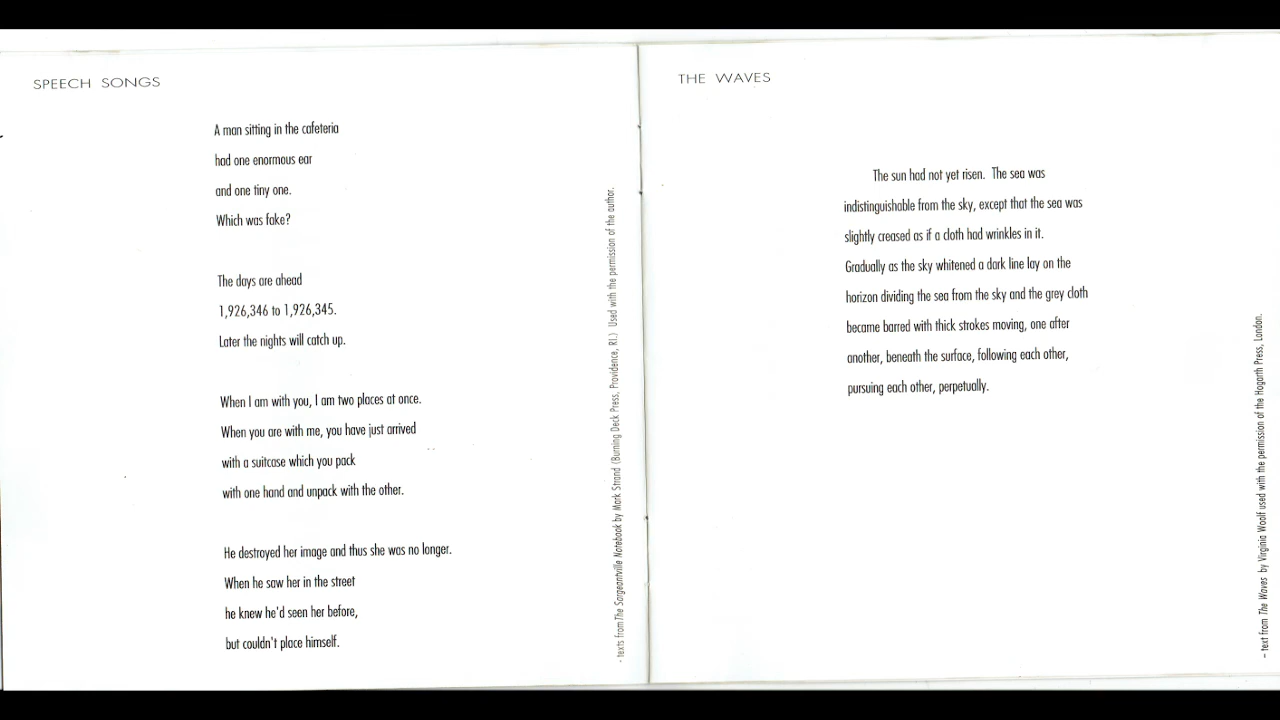 SPEECH SONGS
A man sitting in the cafeteria
had one enormous ear
and one tiny one.
Which was fake?
The days are ahead
1,926,346 to 1,926,345.
Later the nights will catch up.
When I am with you, I am two places at once.
When you are with me, you have just arrived
with a suitcase which you pack
with one hand and unpack with the other.
He destroyed her image and thus she was no longer.
When he saw her in the street
he knew he'd seen her before,
but couldn't place himself.
- texts from The Sargeantville Notebook by Mark Strand (Burning Deck Press, Providence, RI.) Used with the permission of the author.
THE WAVES
The sun had not yet risen. The sea was
indistinguishable from the sky, except that the sea was
slightly creased as if a cloth had wrinkles in it.
Gradually as the sky whitened a dark line lay on the
horizon dividing the sea from the sky and the grey cloth
became barred with thick strokes moving, one after
another, beneath the surface, following each other,
pursuing each other, perpetually.
– text from The Waves by Virginia Woolf used with the permission of the Hogarth Press, London.